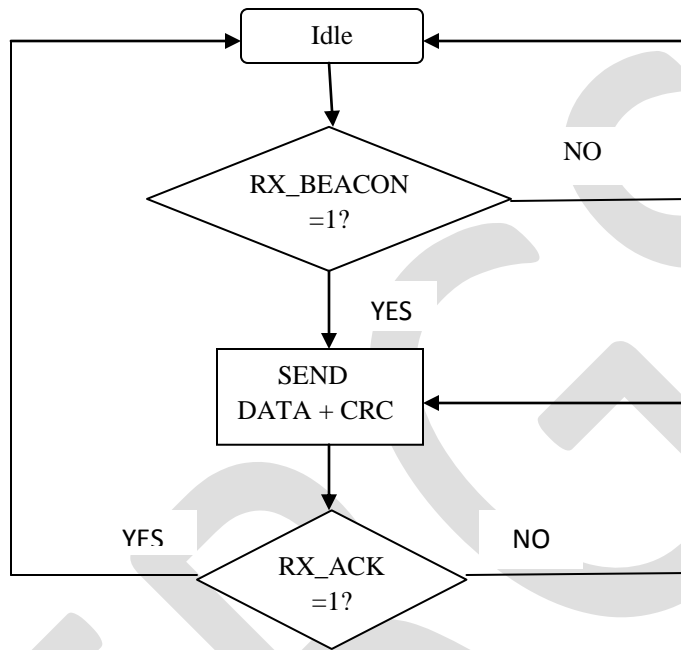 Idle
RX_BEACON
=1?
NO
YES
SEND
DATA + CRC
YES
NO
RX_ACK
=1?